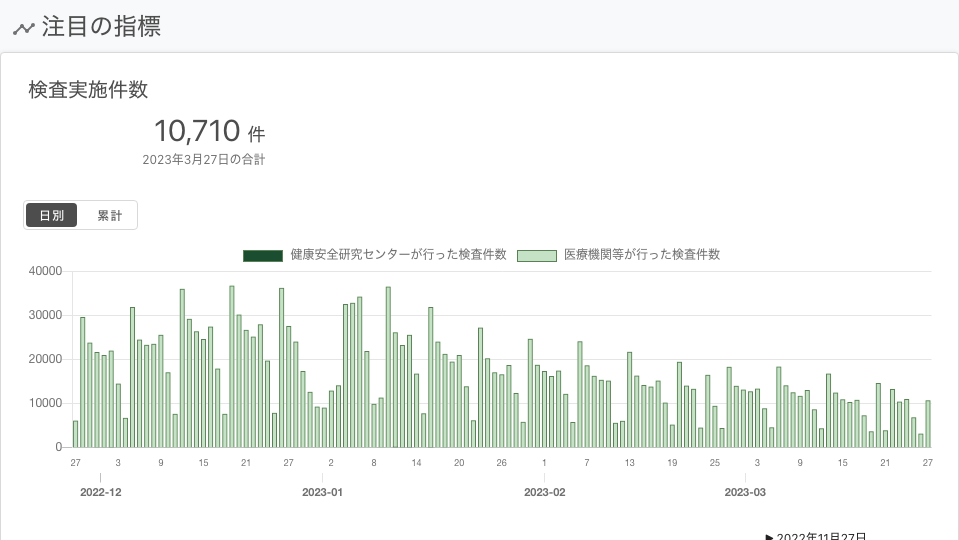 注目の指標
検査実施件数
10,710 件
2023年3月27日の合計
日別 累計
健康安全研究センターが行った検査件数 医療機関等が行った検査件数
40000
30000
20000
10000
0
27 3 9 15 21 27 2 8 14 20 26 1 7 13 19 25 3 9 15 21 27
2022-12 2023-01 2023-02 2023-03
▶ 2022年11月27日